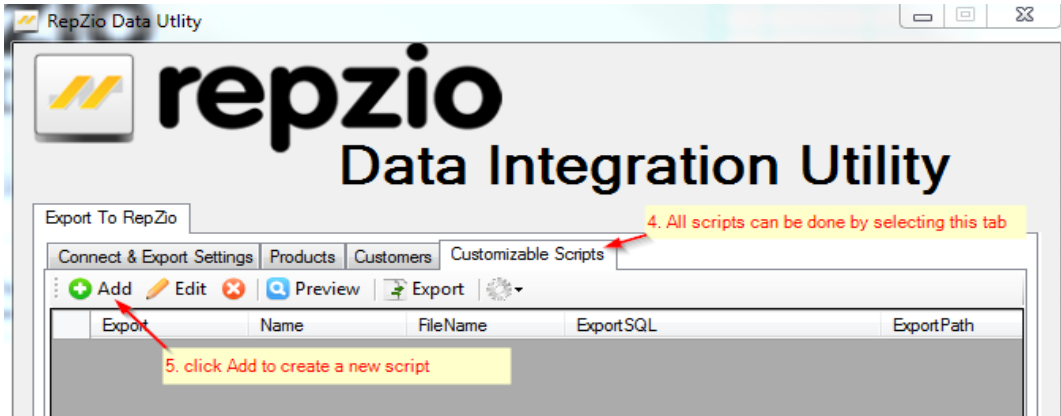 RepZio Data Utlity
repzio
Data Integration Utility
Export To RepZio
4. All scripts can be done by selecting this tab
Connect & Export Settings Products Customers Customizable Scripts
Add Edit Preview Export
Export Name FileName ExportSQL ExportPath
5. click Add to create a new script